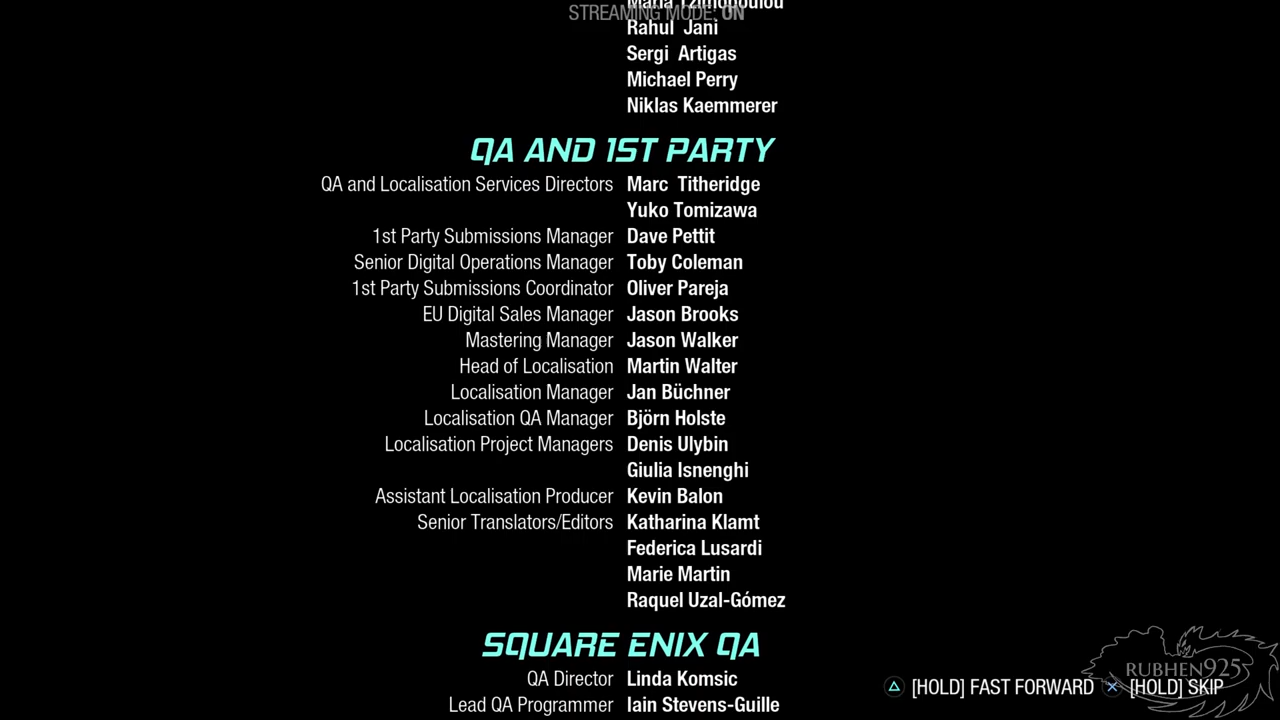 Maria Tzimopoulou
STREAMING MODE: ON
Rahul Jani
Sergi Artigas
Michael Perry
Niklas Kaemmerer
QA AND 1ST PARTY
QA and Localisation Services Directors Marc Titheridge
Yuko Tomizawa
1st Party Submissions Manager Dave Pettit
Senior Digital Operations Manager Toby Coleman
1st Party Submissions Coordinator Oliver Pareja
EU Digital Sales Manager Jason Brooks
Mastering Manager Jason Walker
Head of Localisation Martin Walter
Localisation Manager Jan Büchner
Localisation QA Manager Björn Holste
Localisation Project Managers Denis Ulybin
Giulia Isnenghi
Assistant Localisation Producer Kevin Balon
Senior Translators/Editors Katharina Klamt
Federica Lusardi
Marie Martin
Raquel Uzal-Gómez
SQUARE ENIX QA
QA Director Linda Komsic
Lead QA Programmer Iain Stevens-Guille
RUBHEN925
[HOLD] FAST FORWARD [HOLD] SKIP